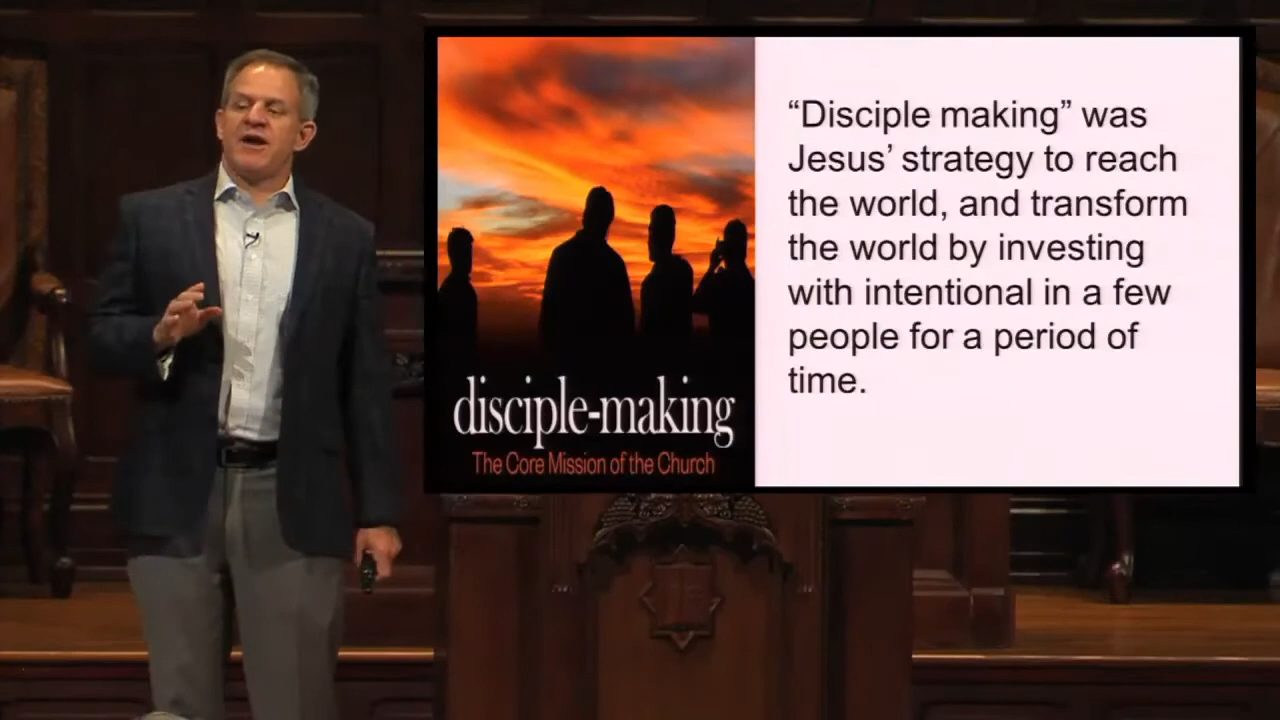 disciple-making
The Core Mission of the Church
“Disciple making” was
Jesus’ strategy to reach
the world, and transform
the world by investing
with intentional in a few
people for a period of
time.